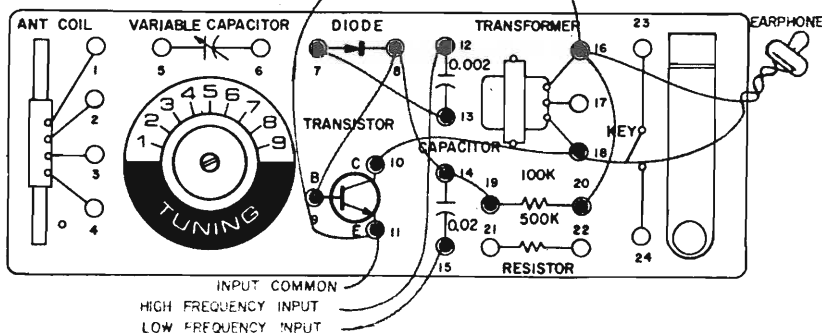 ANT COIL VARIABLE CAPACITOR DIODE TRANSFORMER 23 EARPHONE
1 5 6 7 8 12 16
0.002
2 17
1 2 3 4 5 6 7 8 9
TRANSISTOR 13
CAPACITOR KEY
3 C 10 18
B 14 100K
19 20
4 9 500K
TUNING
E 11 0.02 21 22
15 RESISTOR 24
INPUT COMMON
HIGH FREQUENCY INPUT
LOW FREQUENCY INPUT